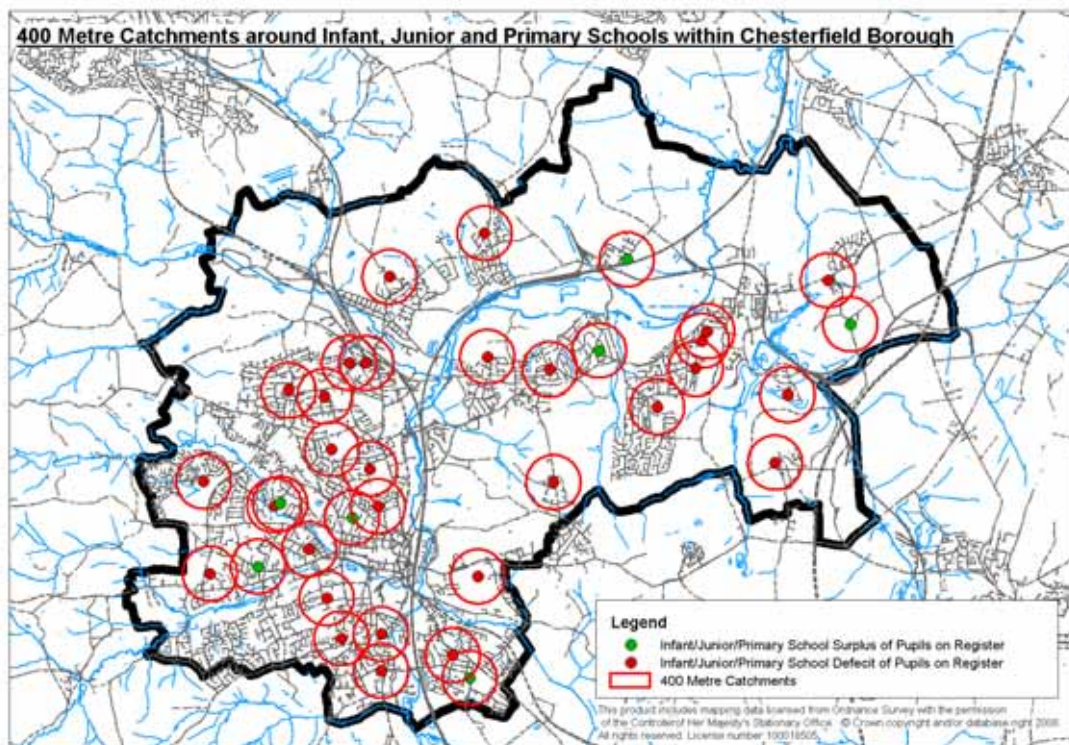 400 Metre Catchments around Infant, Junior and Primary Schools within Chesterfield Borough
Legend
Infant/Junior/Primary School Surplus of Pupils on Register
Infant/Junior/Primary School Defecit of Pupils on Register
400 Metre Catchments
This product includes mapping data licensed from Ordnance Survey with the permission
of the Controllerof Her Majesty's Stationary Office. © Crown copyright and/or database right 2008
All rights reserved. License number 100018505